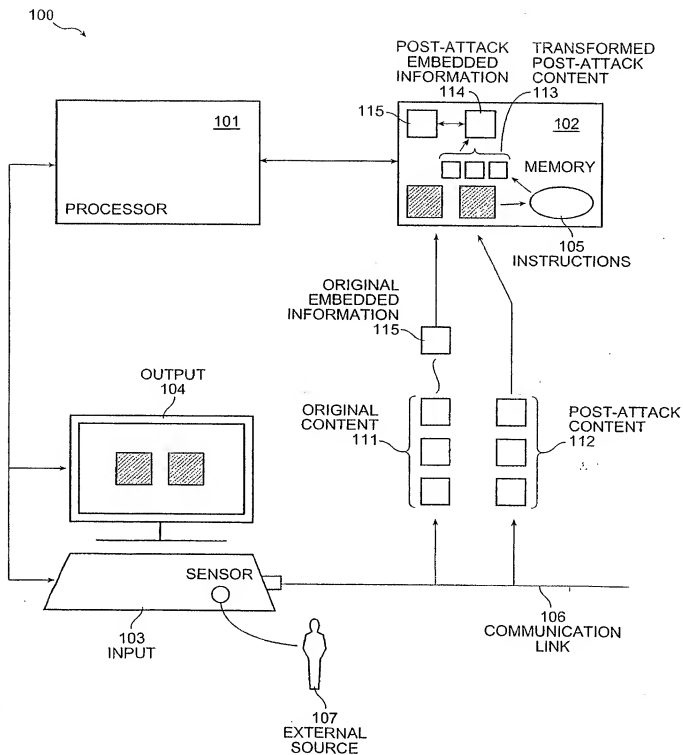 100
POST-ATTACK
EMBEDDED
INFORMATION
114
TRANSFORMED
POST-ATTACK
CONTENT
113
101
PROCESSOR
115
102
MEMORY
105
INSTRUCTIONS
ORIGINAL
EMBEDDED
INFORMATION
115
OUTPUT
104
ORIGINAL
CONTENT
111
POST-ATTACK
CONTENT
112
SENSOR
103
INPUT
106
COMMUNICATION
LINK
107
EXTERNAL
SOURCE